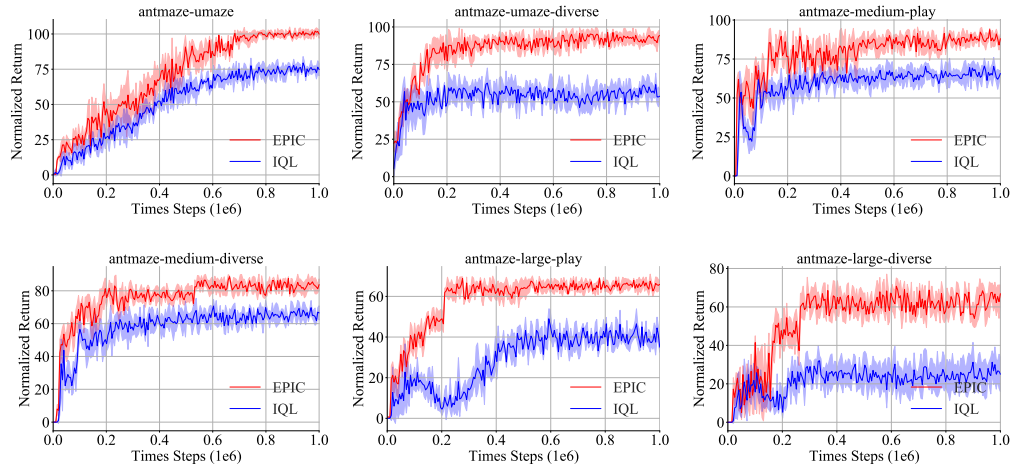 antmaze-umaze
Normalized Return
100
75
50
25
0
EPIC
IQL
0.0 0.2 0.4 0.6 0.8 1.0
Times Steps (1e6)
antmaze-umaze-diverse
Normalized Return
100
75
50
25
0
EPIC
IQL
0.0 0.2 0.4 0.6 0.8 1.0
Times Steps (1e6)
antmaze-medium-play
Normalized Return
100
75
50
25
0
EPIC
IQL
0.0 0.2 0.4 0.6 0.8 1.0
Times Steps (1e6)
antmaze-medium-diverse
Normalized Return
80
60
40
20
0
EPIC
IQL
0.0 0.2 0.4 0.6 0.8 1.0
Times Steps (1e6)
antmaze-large-play
Normalized Return
60
40
20
0
EPIC
IQL
0.0 0.2 0.4 0.6 0.8 1.0
Times Steps (1e6)
antmaze-large-diverse
Normalized Return
80
60
40
20
0
EPIC
IQL
0.0 0.2 0.4 0.6 0.8 1.0
Times Steps (1e6)